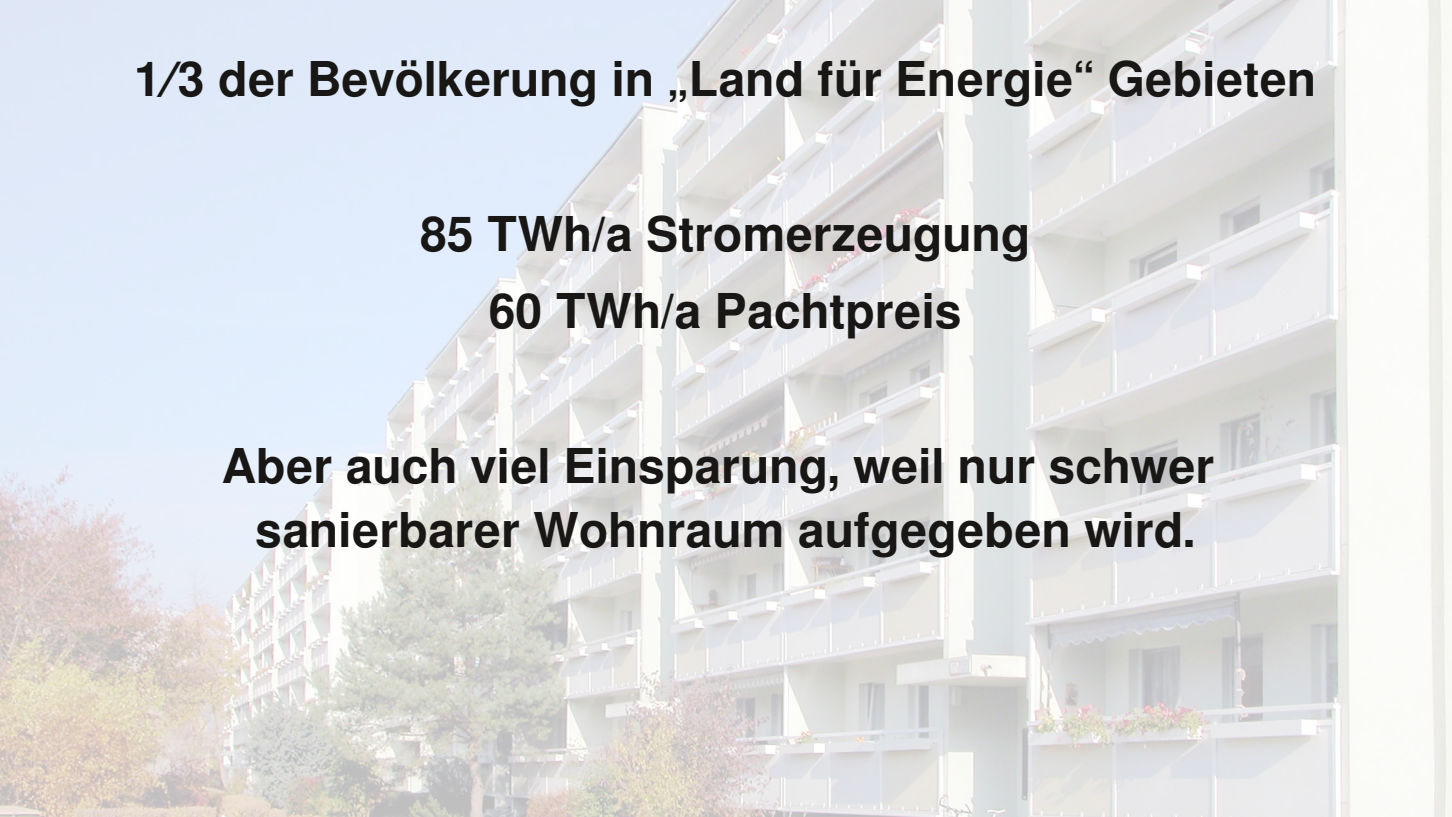 1/3 der Bevölkerung in „Land für Energie“ Gebieten
85 TWh/a Stromerzeugung
60 TWh/a Pachtpreis
Aber auch viel Einsparung, weil nur schwer
sanierbarer Wohnraum aufgegeben wird.